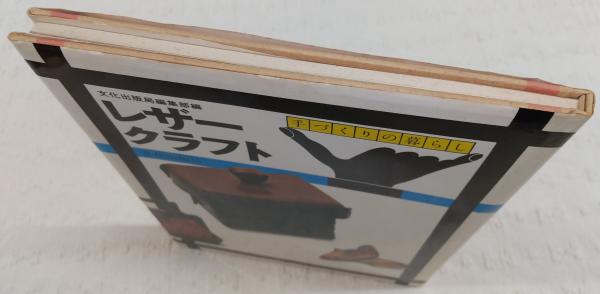 文化出版局編集部編
レザー
クラフト
手づくりの暮らし